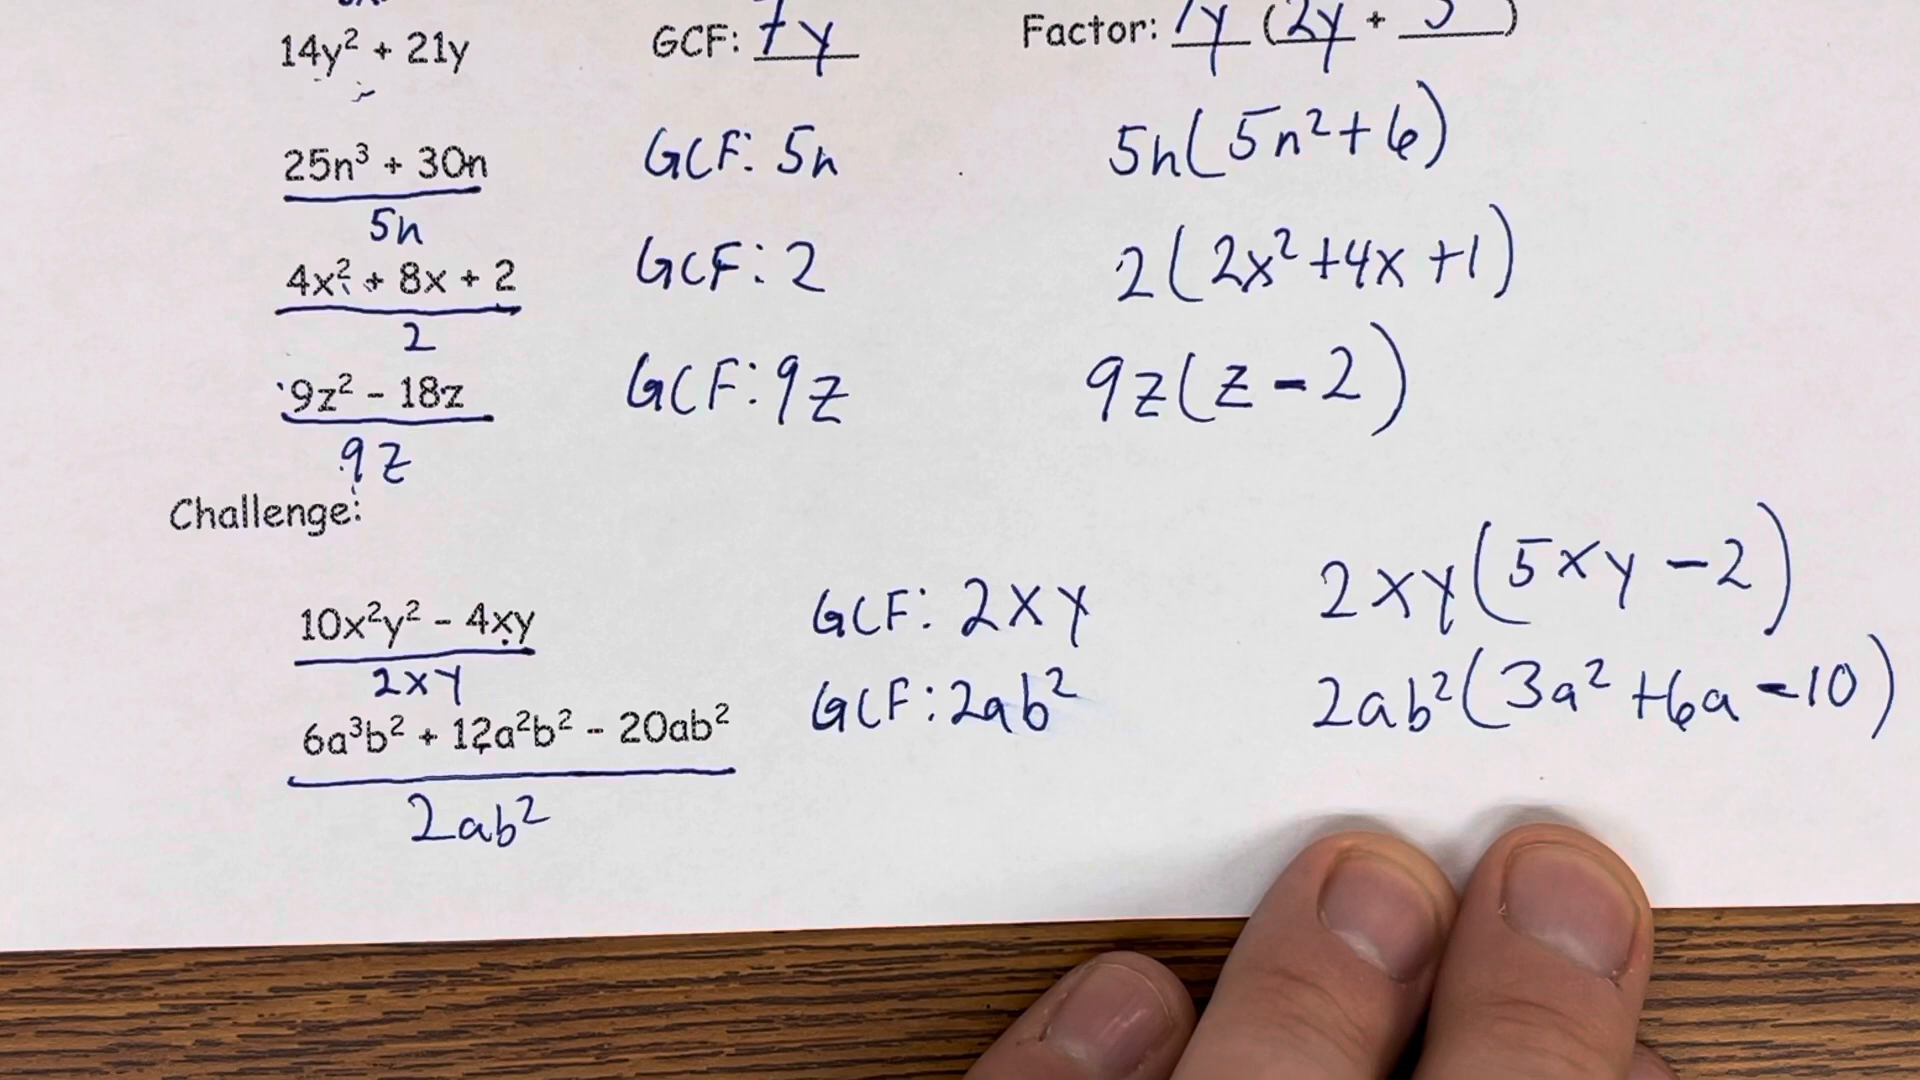 14y² + 21y GCF: 7y Factor: 7y (2y + 3)
25n³ + 30n GCF: 5n 5n(5n²+6)
5n
4x² + 8x + 2 GCF: 2 2(2x²+4x+1)
2
9z² - 18z GCF: 9z 9z(z-2)
9z
Challenge:
10x²y² - 4xy GCF: 2xy 2xy(5xy-2)
2xy
6a³b² + 12a²b² - 20ab² GCF: 2ab² 2ab²(3a²+6a-10)
2ab²